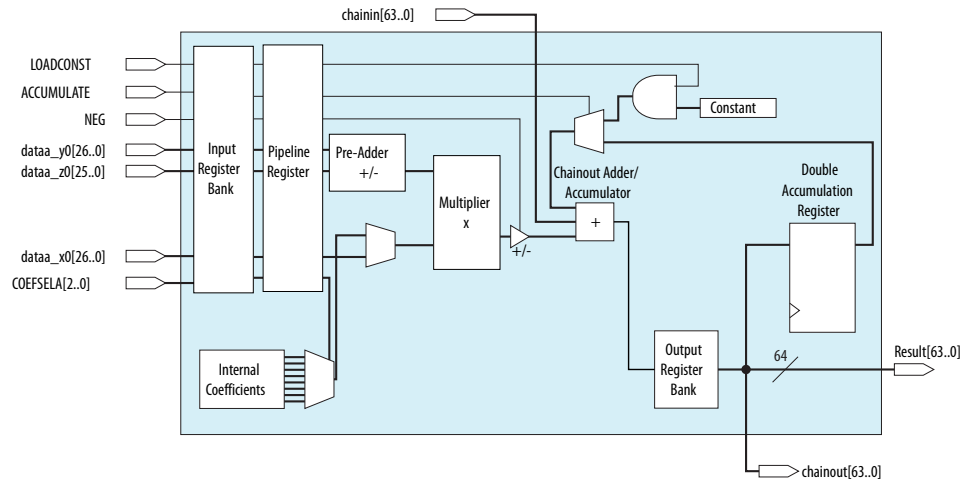 chainin[63..0]
LOADCONST
ACCUMULATE
NEG
dataa_y0[26..0]
dataa_z0[25..0]
dataa_x0[26..0]
COEFSELA[2..0]
Input
Register
Bank
Pipeline
Register
Pre-Adder
+/-
Multiplier
x
+/-
Constant
Chainout Adder/
Accumulator
+
Double
Accumulation
Register
Internal
Coefficients
Output
Register
Bank
64
Result[63..0]
chainout[63..0]